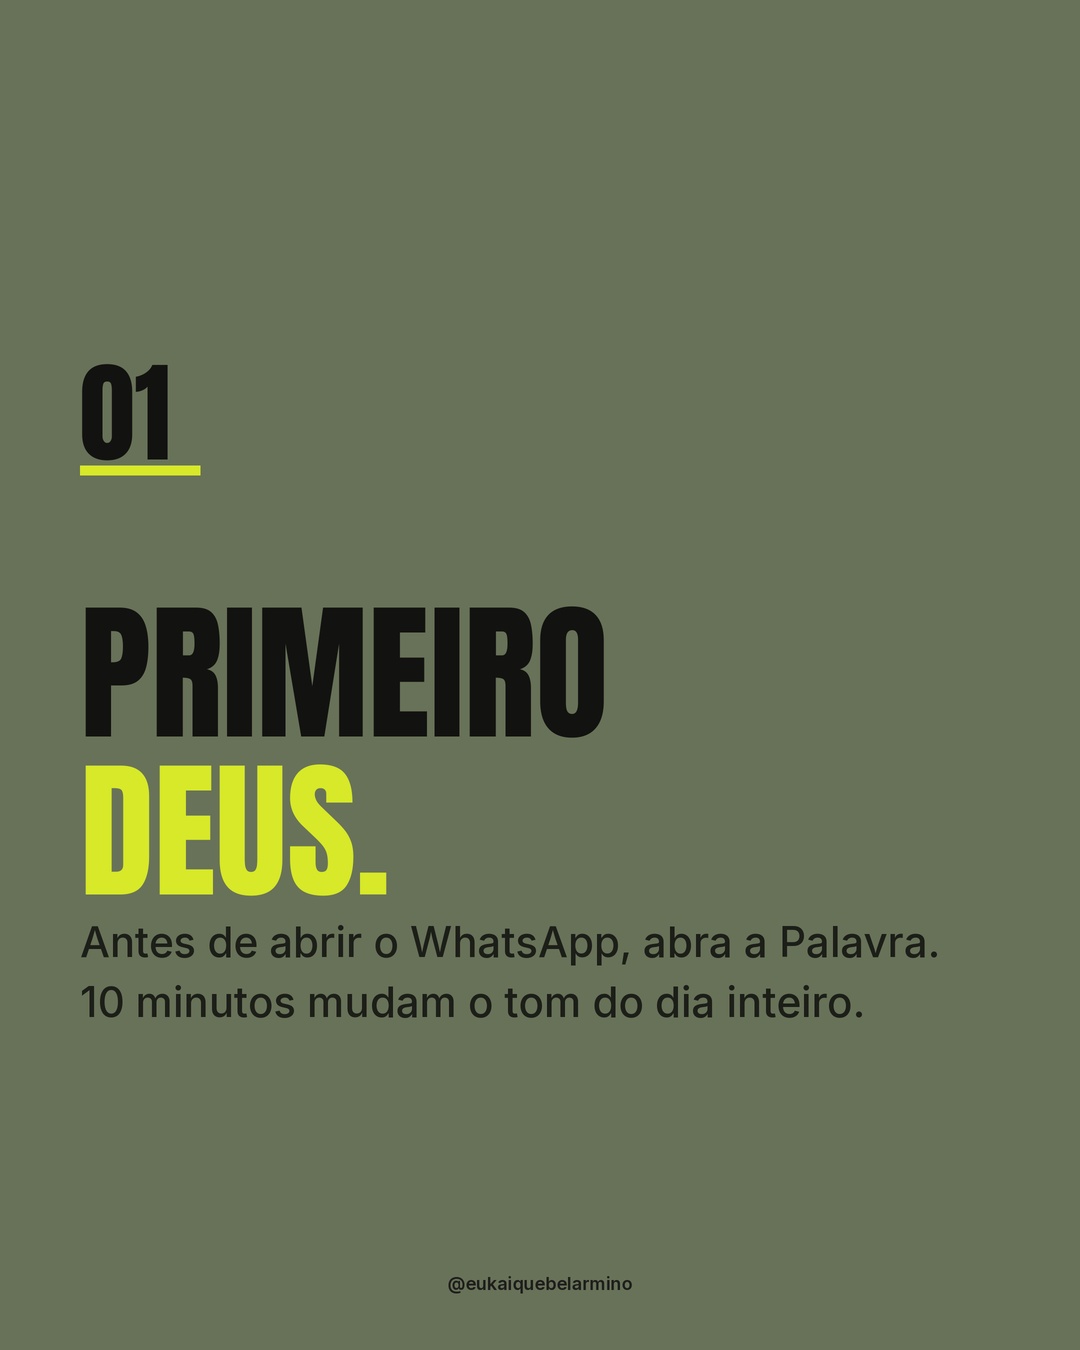 01
PRIMEIRO
DEUS.
Antes de abrir o WhatsApp, abra a Palavra.
10 minutos mudam o tom do dia inteiro.
@eukaiquebelarmino